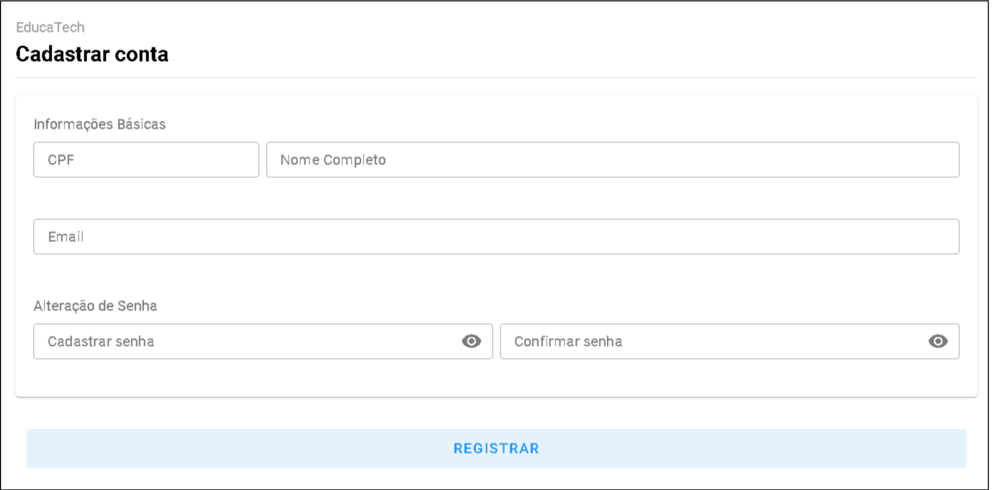 EducaTech
Cadastrar conta
Informações Básicas
CPF
Nome Completo
Email
Alteração de Senha
Cadastrar senha
Confirmar senha
REGISTRAR